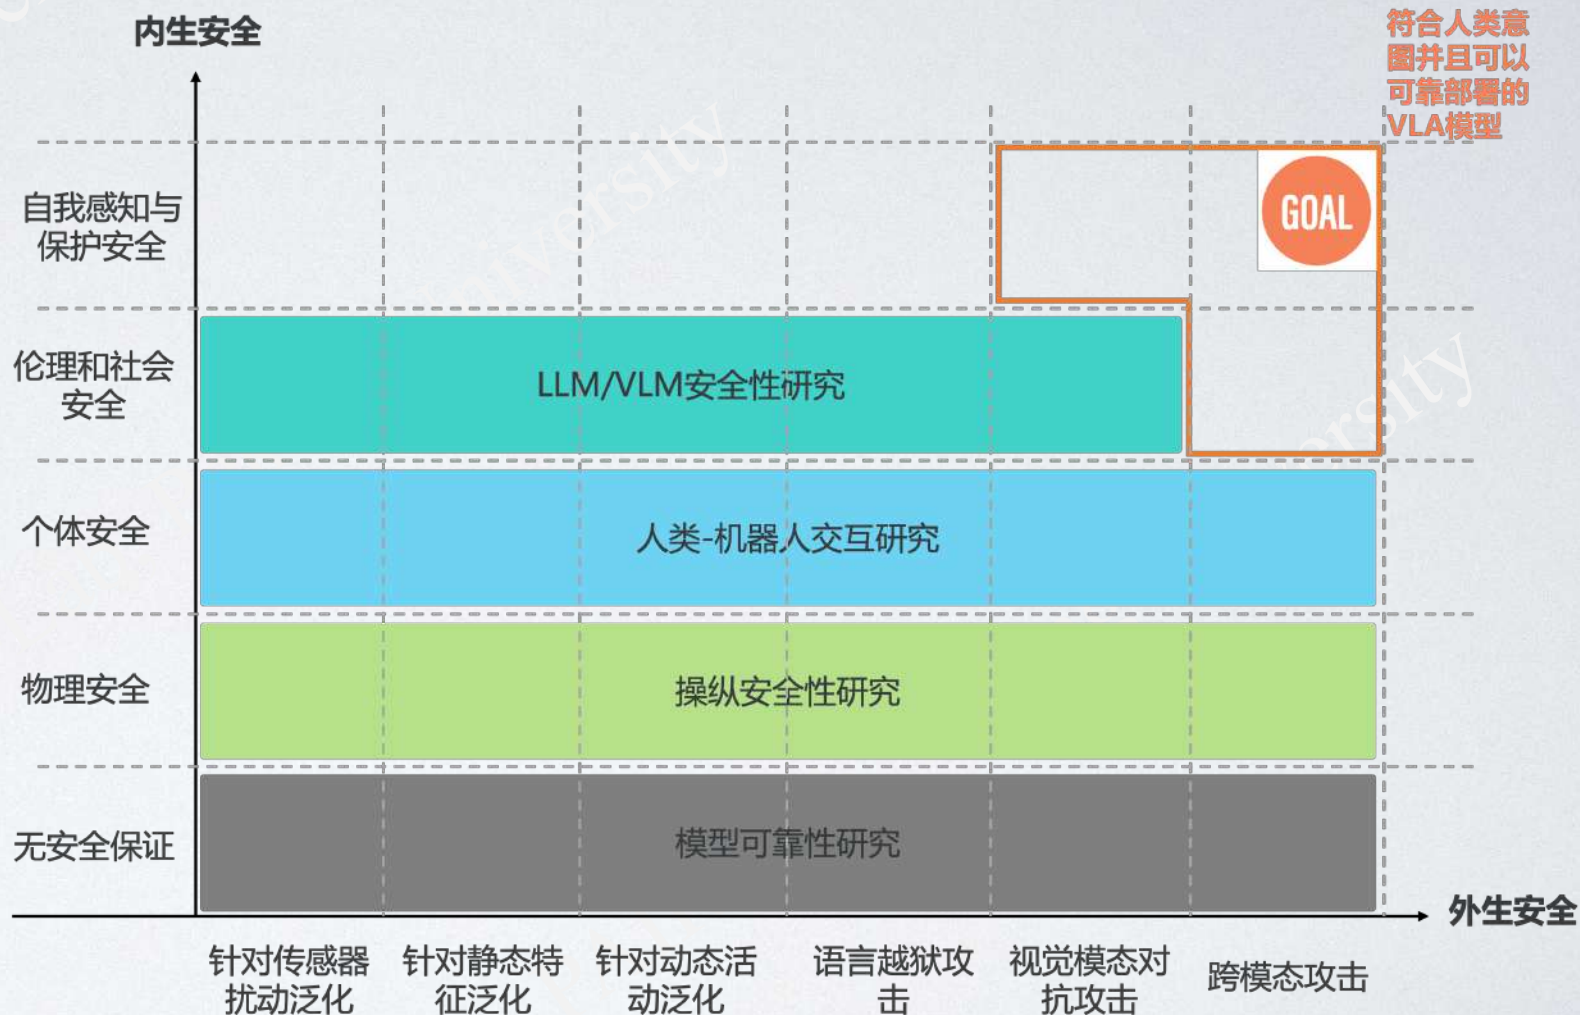 内生安全
符合人类意
图并且可以
可靠部署的
VLA模型
自我感知与
保护安全
GOAL
伦理和社会
安全
LLM/VLM安全性研究
个体安全
人类-机器人交互研究
物理安全
操纵安全性研究
无安全保证
模型可靠性研究
外生安全
针对传感器
扰动泛化
针对静态特
征泛化
针对动态活
动泛化
语言越狱攻
击
视觉模态对
抗攻击
跨模态攻击